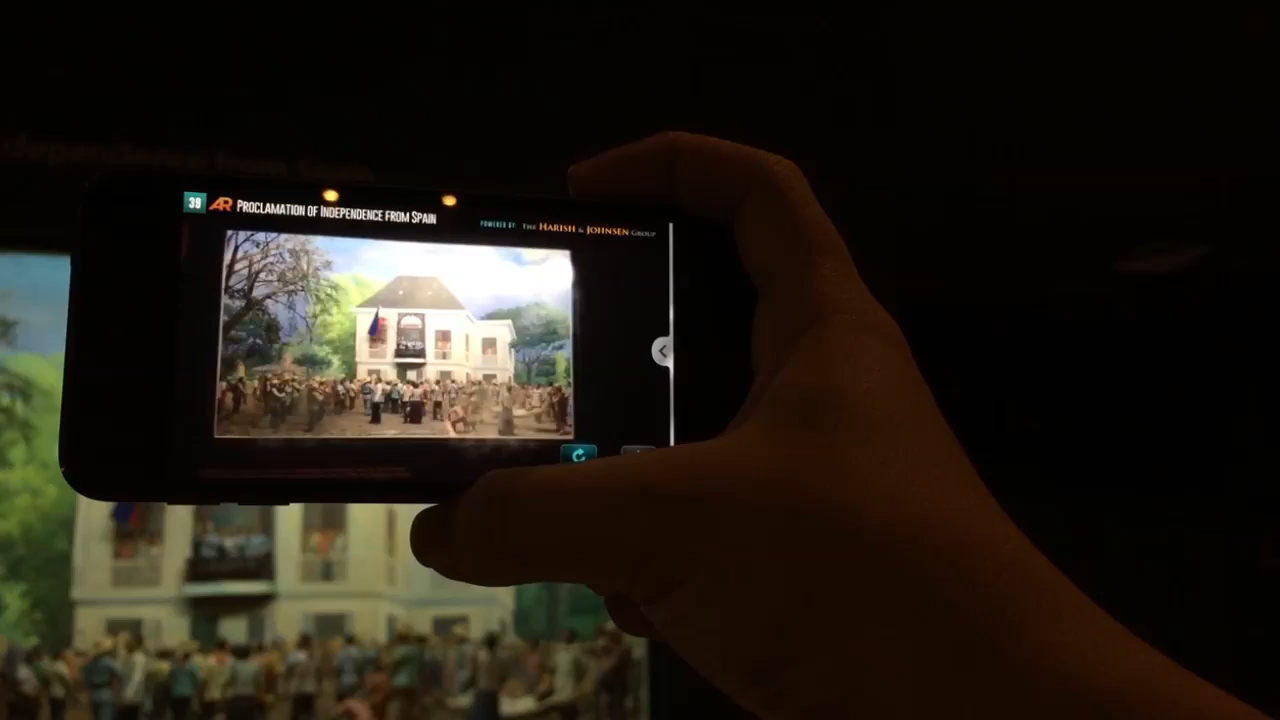 39 AR PROCLAMATION OF INDEPENDENCE FROM SPAIN
POWERED BY: THE HARISH & JOHNSEN GROUP